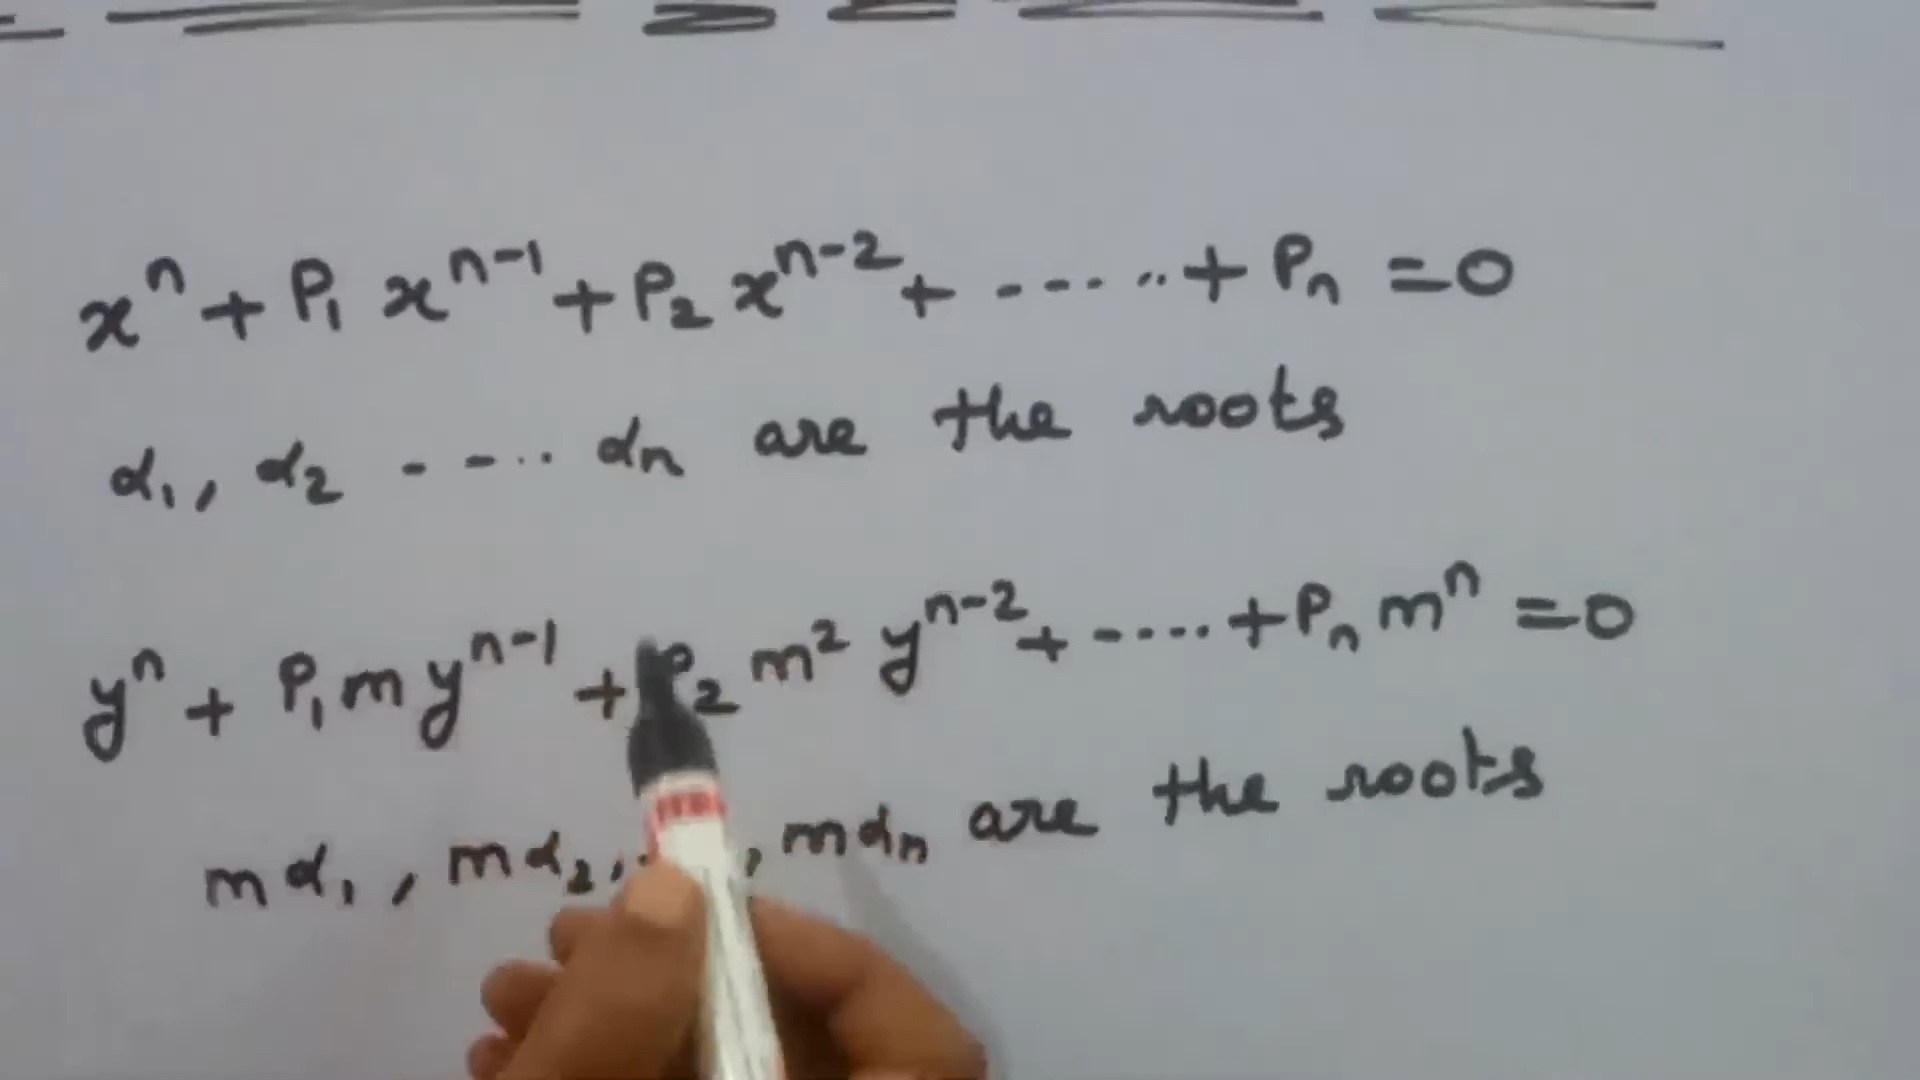 xⁿ + P₁ xⁿ⁻¹ + P₂ xⁿ⁻² + - - - - .. + Pₙ = 0
α₁, α₂ - - .. αₙ are the roots
yⁿ + P₁ m yⁿ⁻¹ + P₂ m² yⁿ⁻² + - .... + Pₙ mⁿ = 0
mα₁, mα₂, , mαₙ are the roots